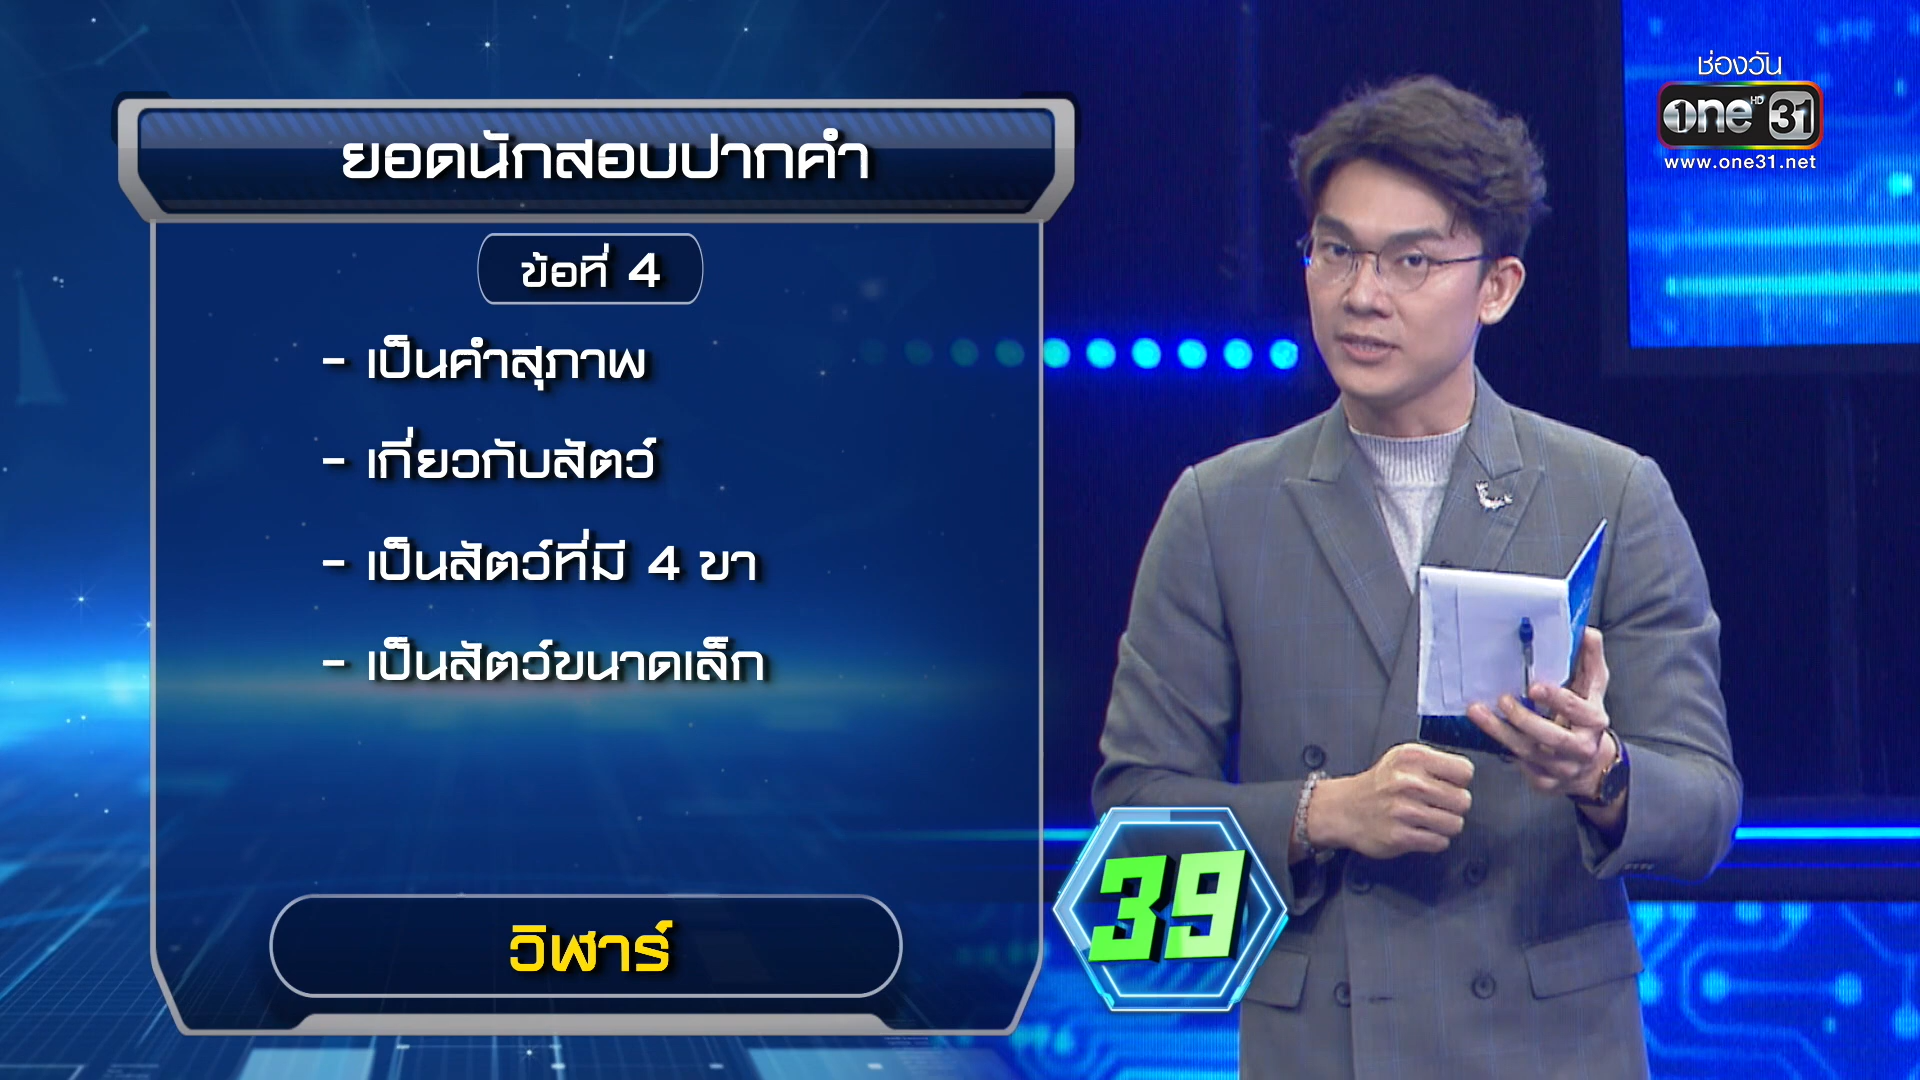 ยอดนักสอบปากคำ
ข้อที่ 4
- เป็นคำสุภาพ
- เกี่ยวกับสัตว์
- เป็นสัตว์ที่มี 4 ขา
- เป็นสัตว์ขนาดเล็ก
วิฬาร์
39
ช่องวัน
one HD 31
www.one31.net